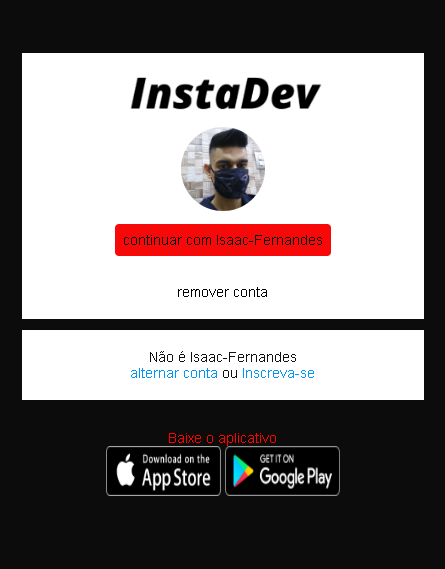 InstaDev
continuar com Isaac-Fernandes
remover conta
Não é Isaac-Fernandes
alternar conta ou Inscreva-se
Baixe o aplicativo
Download on the
App Store
GET IT ON
Google Play